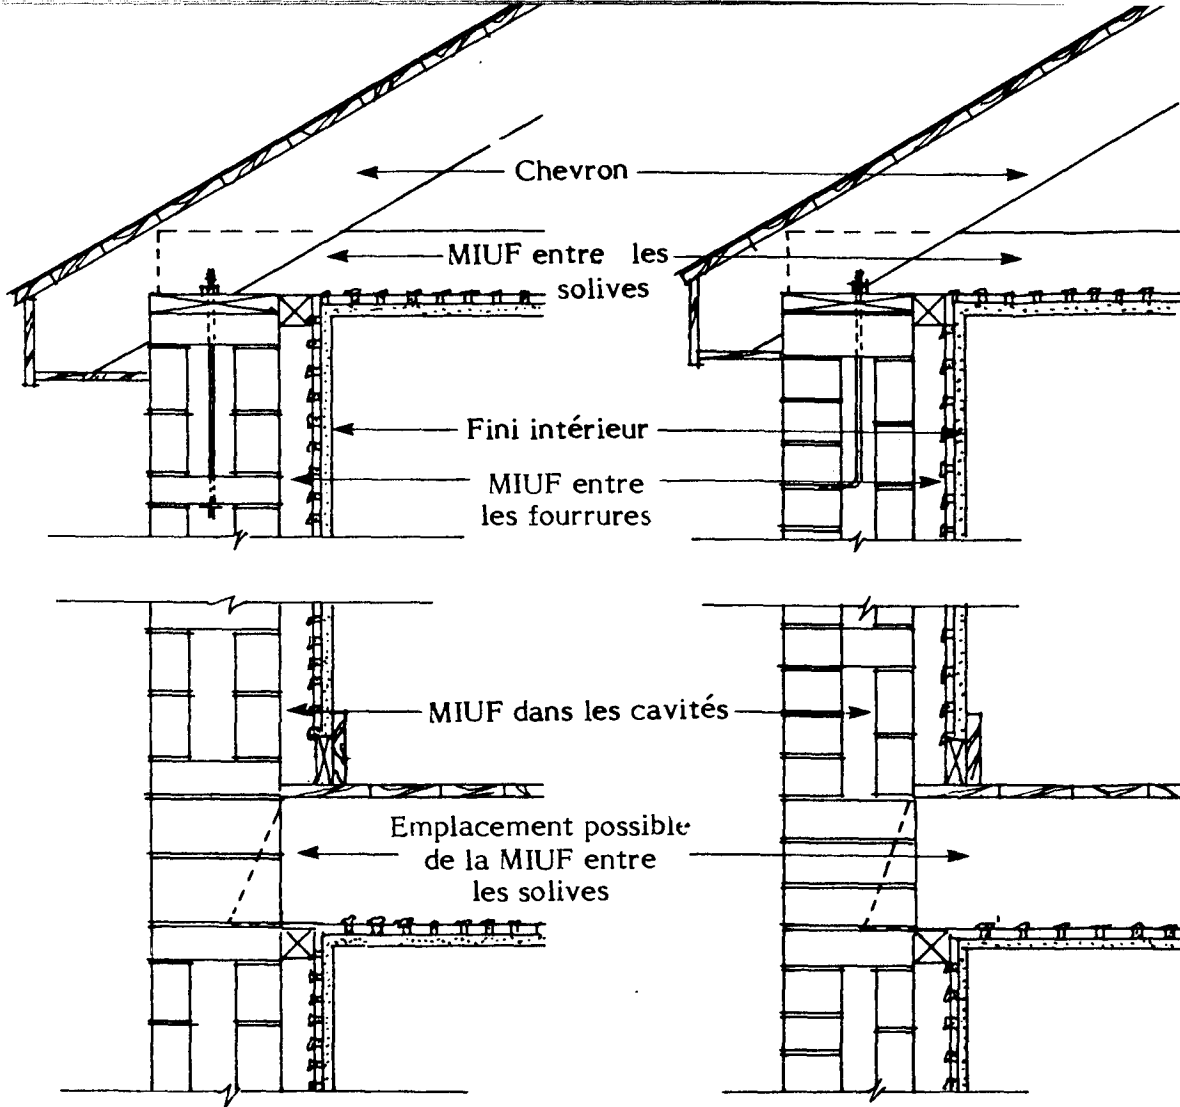 Chevron
MIUF entre les
solives
Fini intérieur
MIUF entre
les fourrures
MIUF dans les cavités
Emplacement possible
de la MIUF entre
les solives